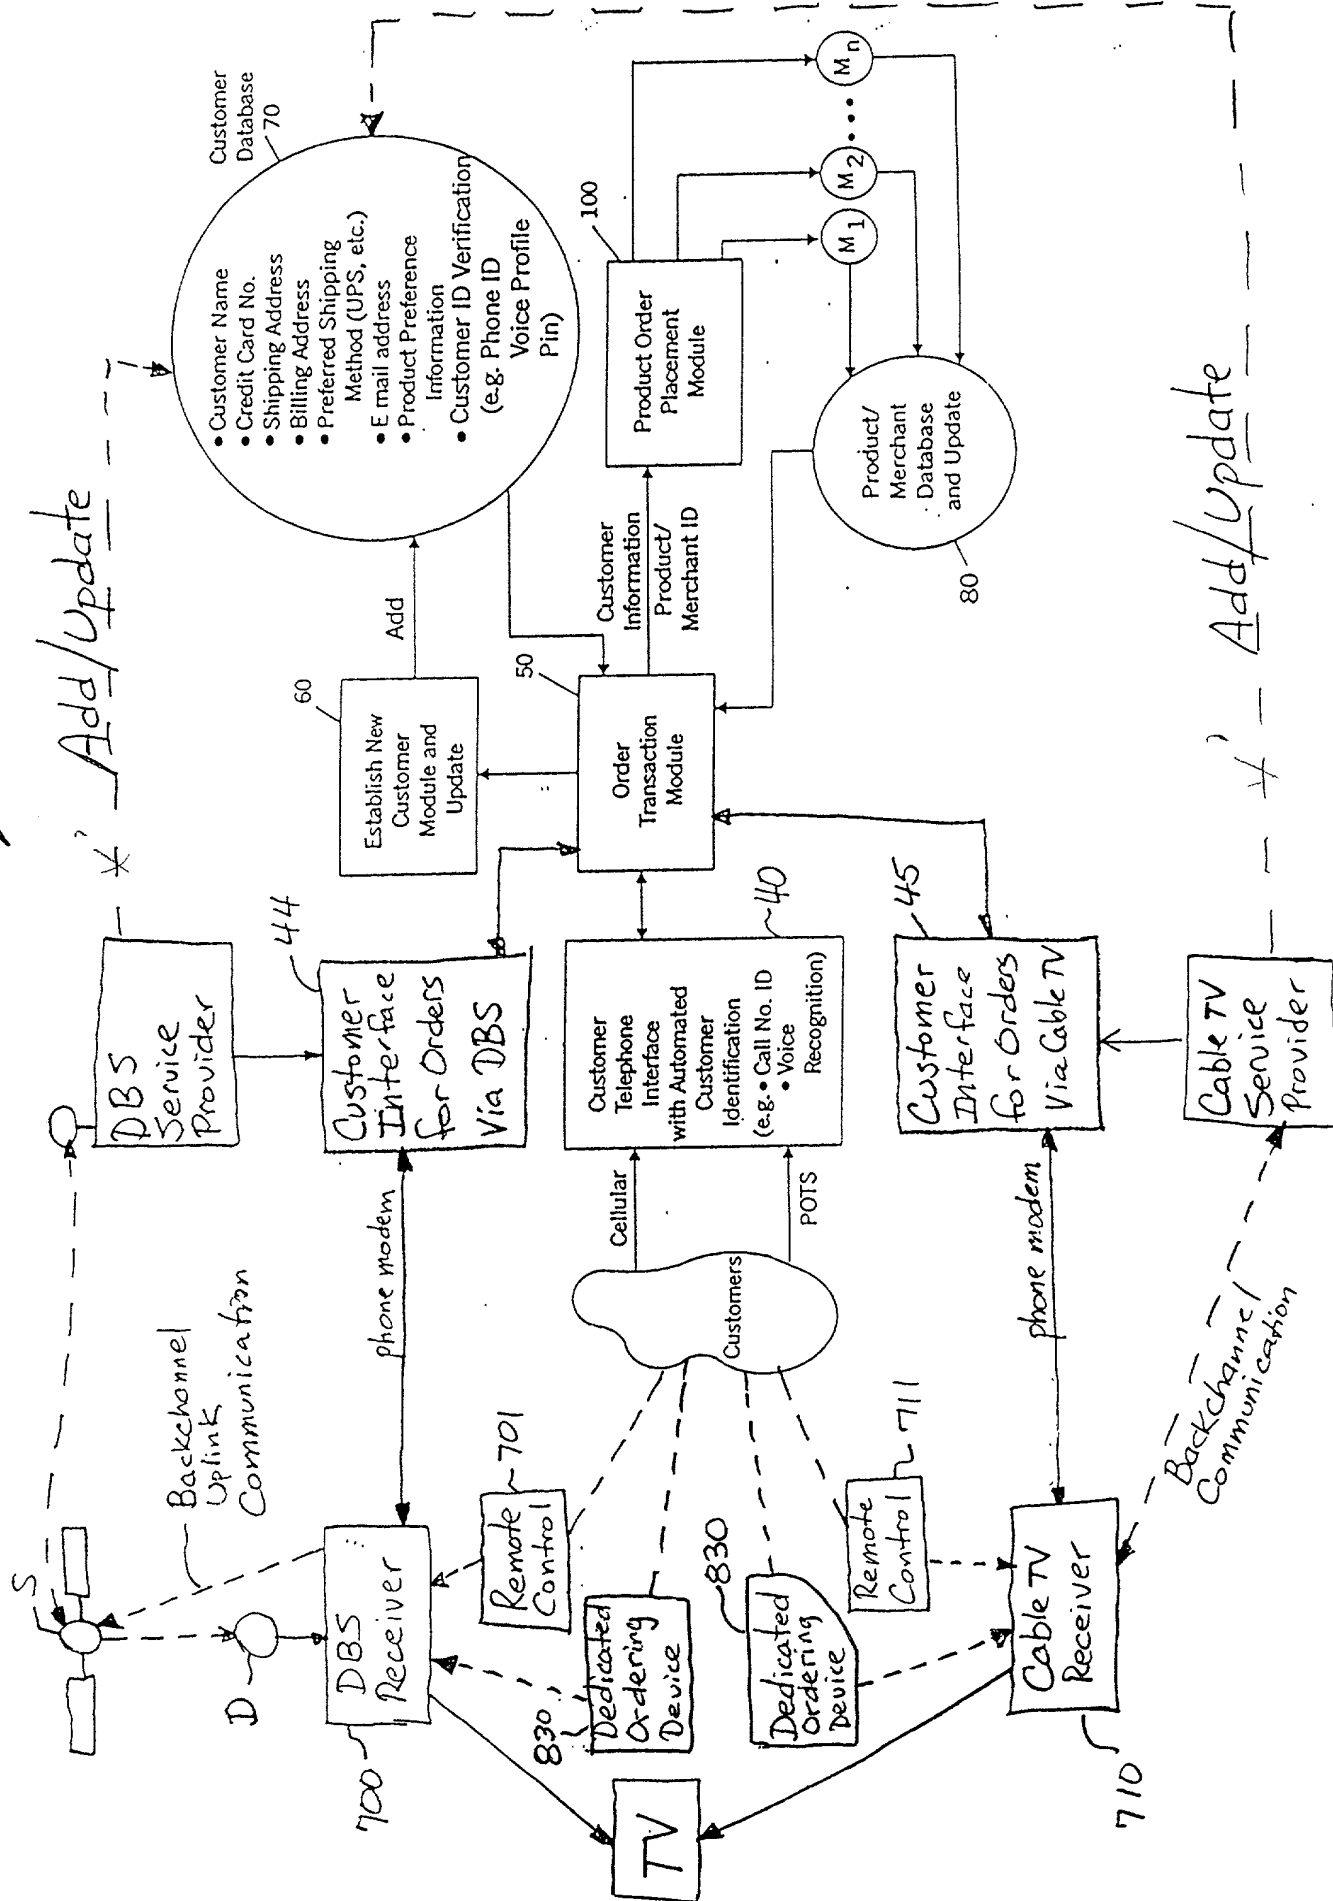 S
Backchannel
Uplink
Communication
D
DBS
Receiver
700
phone modem
DBS
Service
Provider
Customer
Interface
for Orders
Via DBS
44
*' Add/Update
Establish New
Customer
Module and
Update
60
Add
Customer
Database
70
• Customer Name
• Credit Card No.
• Shipping Address
• Billing Address
• Preferred Shipping
Method (UPS, etc.)
• E mail address
• Product Preference
Information
• Customer ID Verification
(e.g. Phone ID
Voice Profile
Pin)
Remote
Control
701
Dedicated
Ordering
Device
830
TV
Dedicated
Ordering
Device
830
Remote
Control
711
Customers
Cellular
POTS
Customer
Telephone
Interface
with Automated
Customer
Identification
(e.g. • Call No. ID
• Voice
Recognition)
40
Order
Transaction
Module
50
Customer
Information
Product/
Merchant ID
Product Order
Placement
Module
100
M1
M2
Mn
Product/
Merchant
Database
and Update
80
Cable TV
Receiver
710
phone modem
Backchannel
Communication
Customer
Interface
for Orders
Via Cable TV
45
Cable TV
Service
Provider
*' Add/Update